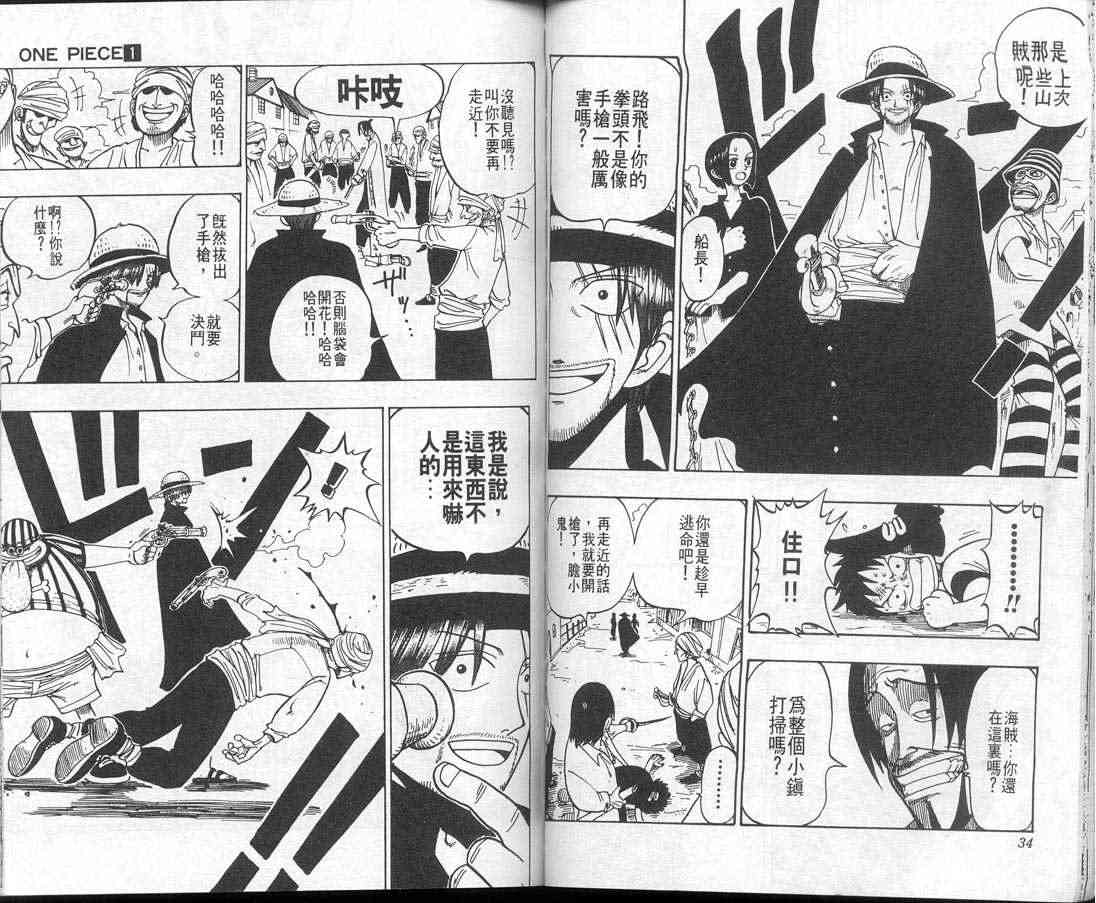 ONE PIECE 1
是上次
那些山
賊呢！
船長！
路飛！你的
拳頭不是像
手槍一般厲
害嗎？
…………!!
住口!!
海賊…你還
在這裏嗎？
爲整個小鎮
打掃嗎？
你還是趁早
逃命吧！
再走近的話
，我就要開
槍了，膽小
鬼！
………
34
沒聽見嗎!?
叫你不要再
走近！
咔吱
否則腦袋會
開花！哈哈
哈哈!!
哈哈哈哈!!
既然拔出
了手槍，
就要
決鬥。
啊!?你說
什麼？
我是說，
這東西不
是用來嚇
人的…
！